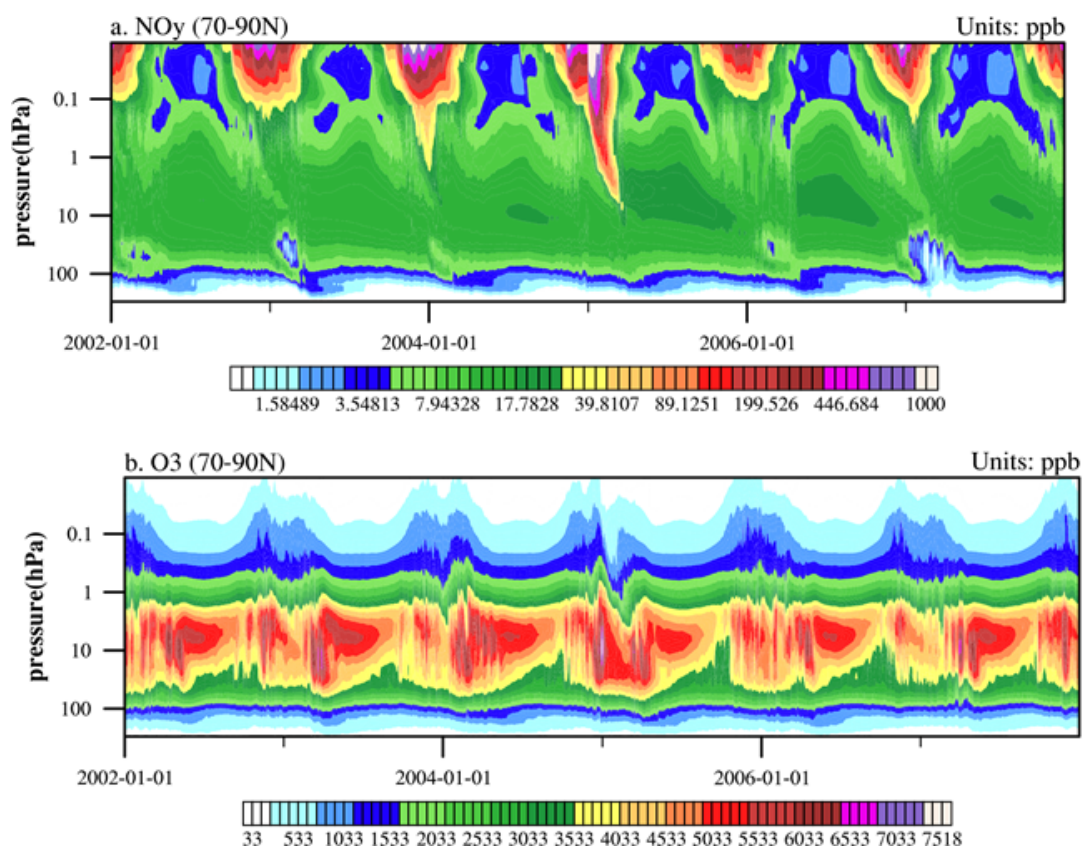 a. NOy (70-90N) Units: ppb
pressure(hPa)
0.1
1
10
100
2002-01-01 2004-01-01 2006-01-01
1.58489 3.54813 7.94328 17.7828 39.8107 89.1251 199.526 446.684 1000
b. O3 (70-90N) Units: ppb
pressure(hPa)
0.1
1
10
100
2002-01-01 2004-01-01 2006-01-01
33 533 1033 1533 2033 2533 3033 3533 4033 4533 5033 5533 6033 6533 7033 7518